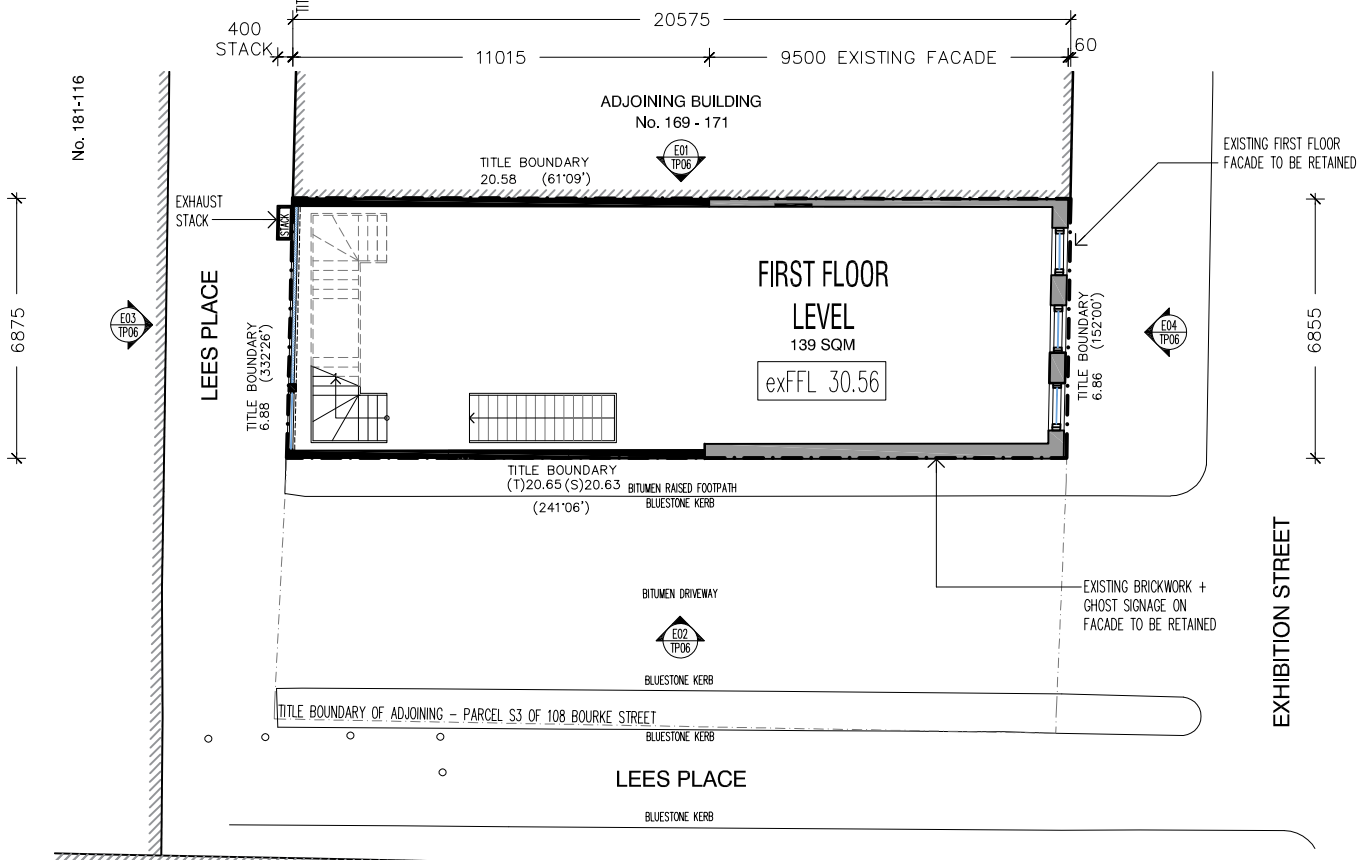 20575
400
STACK
11015
9500 EXISTING FACADE
60
No. 181-116
ADJOINING BUILDING
No. 169 - 171
E01
TP06
TITLE BOUNDARY
20.58 (61°09')
EXISTING FIRST FLOOR
FACADE TO BE RETAINED
EXHAUST
STACK
STACK
6875
E03
TP06
LEES PLACE
TITLE BOUNDARY
6.88 (332°26')
FIRST FLOOR
LEVEL
139 SQM
exFFL 30.56
TITLE BOUNDARY
6.86 (152°00')
E04
TP06
6855
TITLE BOUNDARY
(T)20.65 (S)20.63
(241°06')
BITUMEN RAISED FOOTPATH
BLUESTONE KERB
EXISTING BRICKWORK +
GHOST SIGNAGE ON
FACADE TO BE RETAINED
BITUMEN DRIVEWAY
E02
TP06
EXHIBITION STREET
BLUESTONE KERB
TITLE BOUNDARY OF ADJOINING - PARCEL S3 OF 108 BOURKE STREET
BLUESTONE KERB
LEES PLACE
BLUESTONE KERB